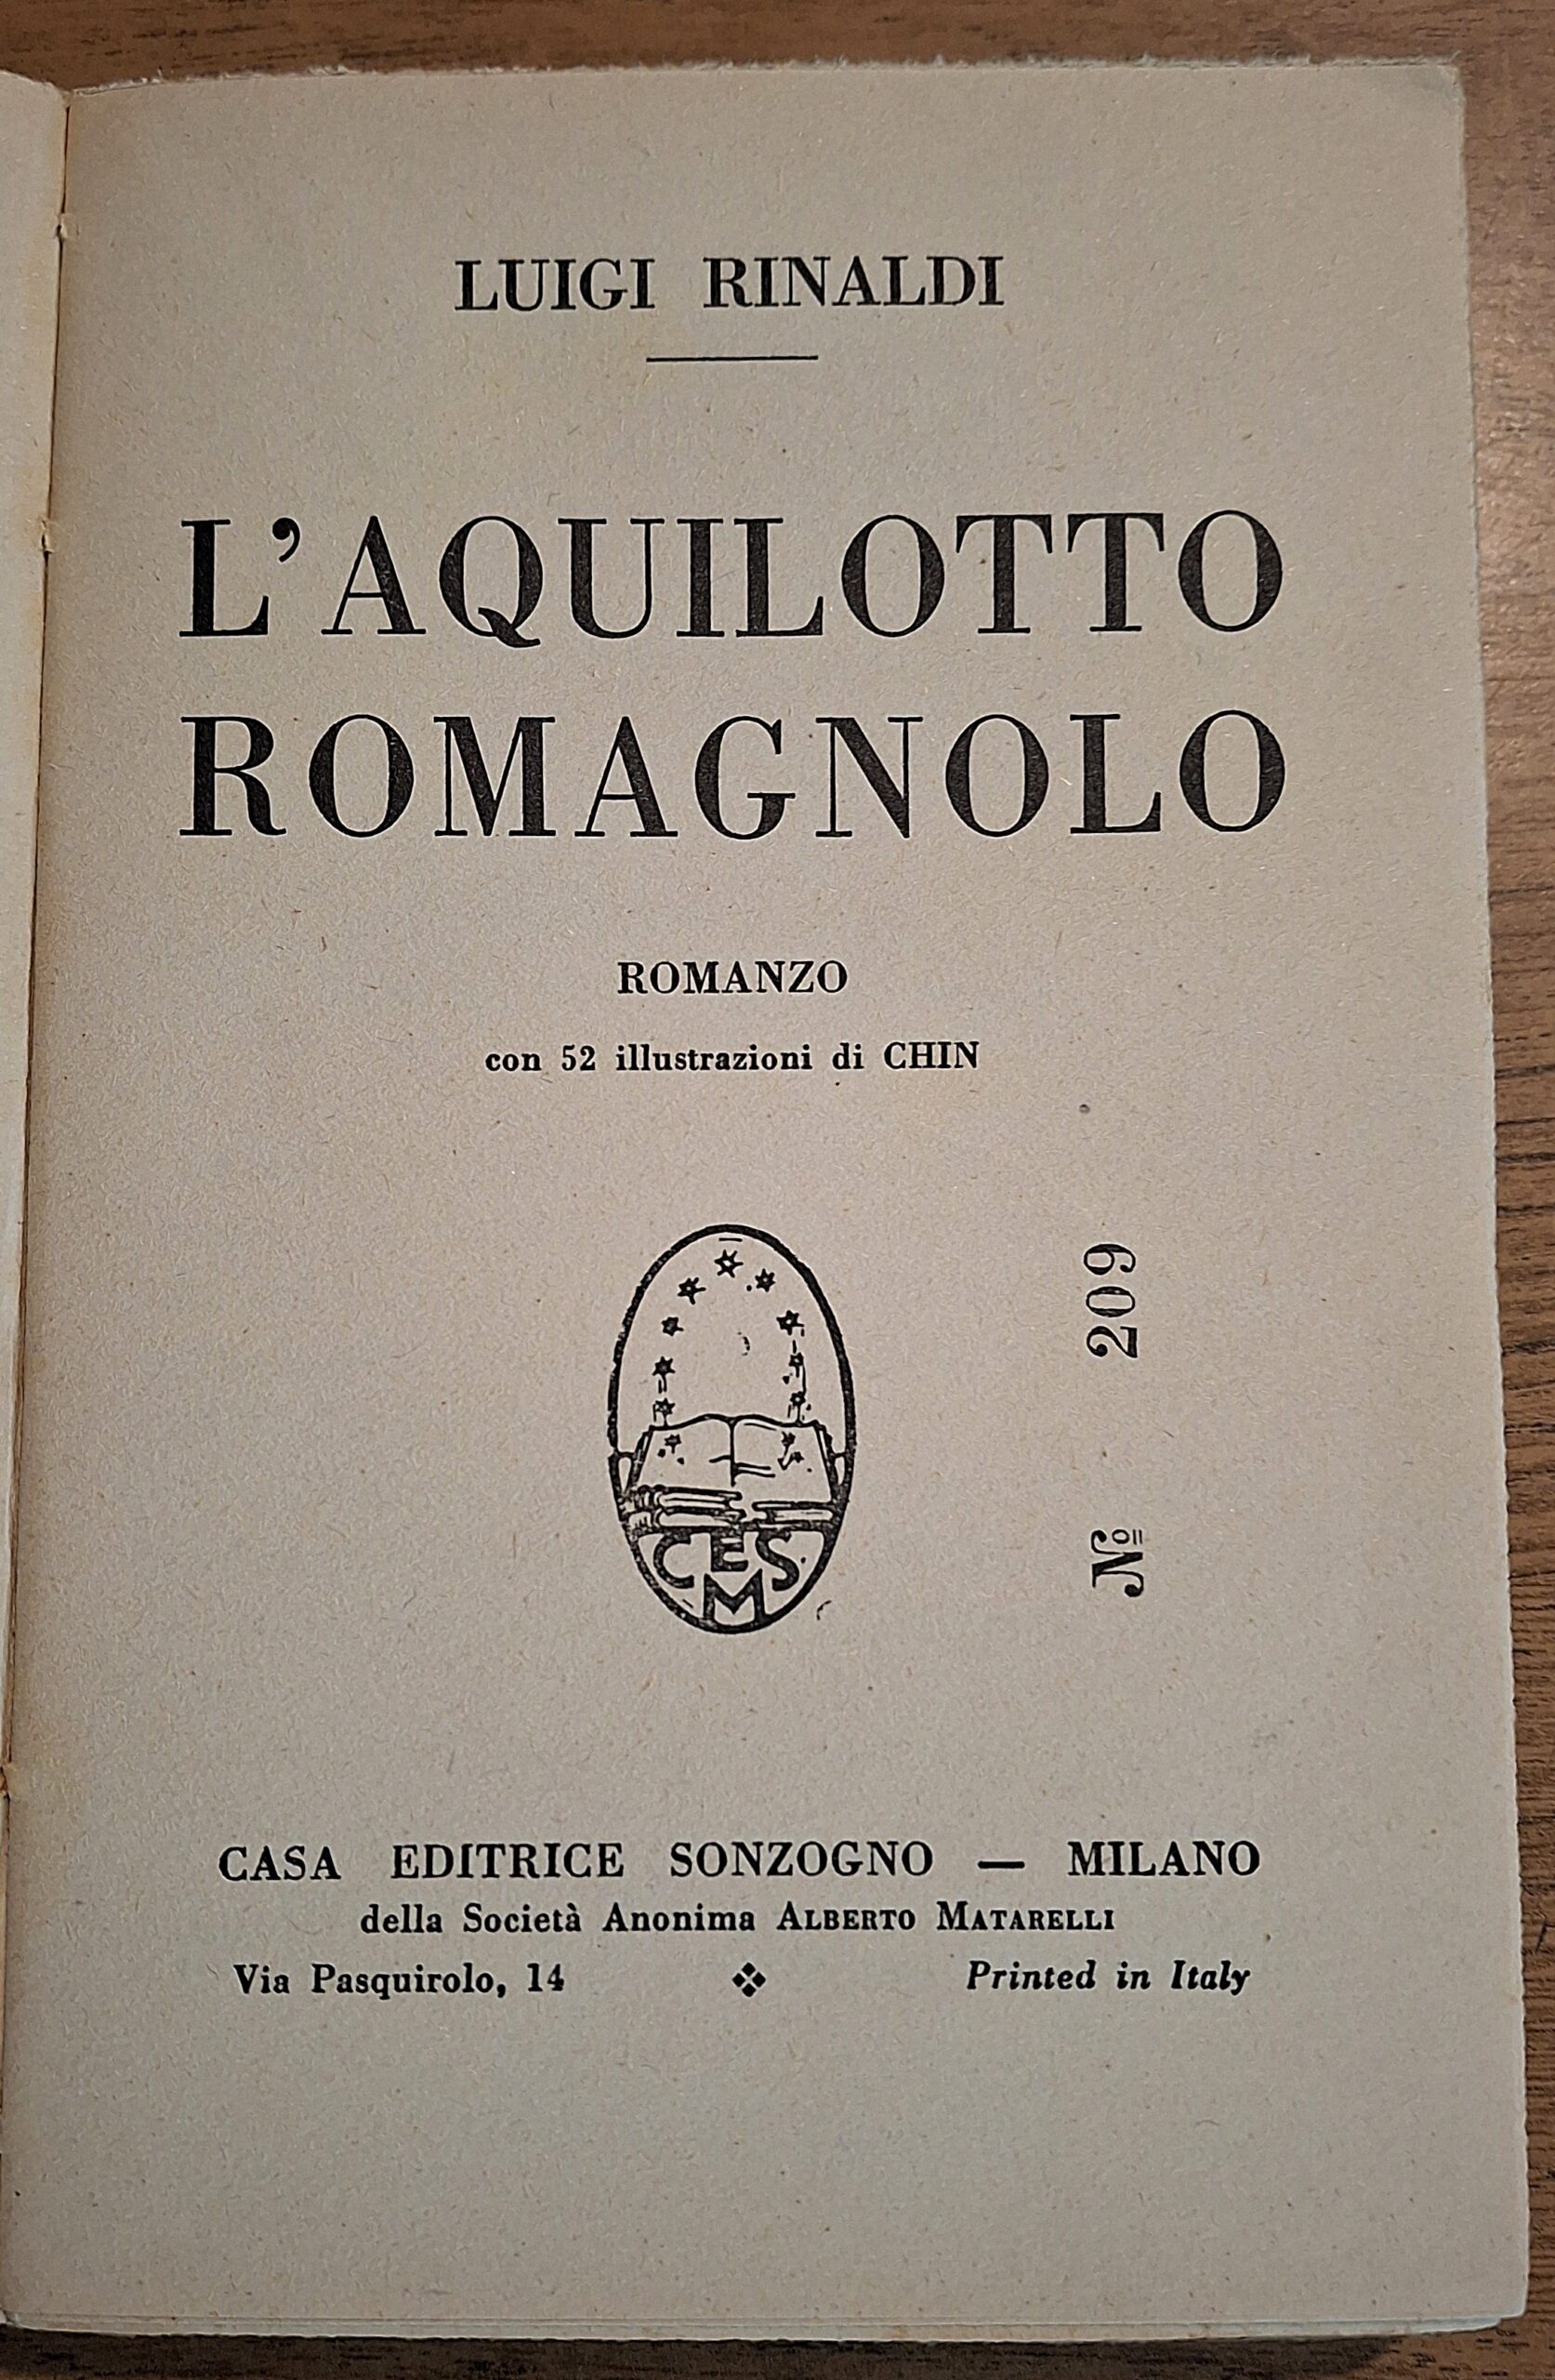 LUIGI RINALDI
L'AQUILOTTO
ROMAGNOLO
ROMANZO
con 52 illustrazioni di CHIN
CES
M
Nº 209
CASA EDITRICE SONZOGNO — MILANO
della Società Anonima ALBERTO MATARELLI
Via Pasquirolo, 14 ❖ Printed in Italy